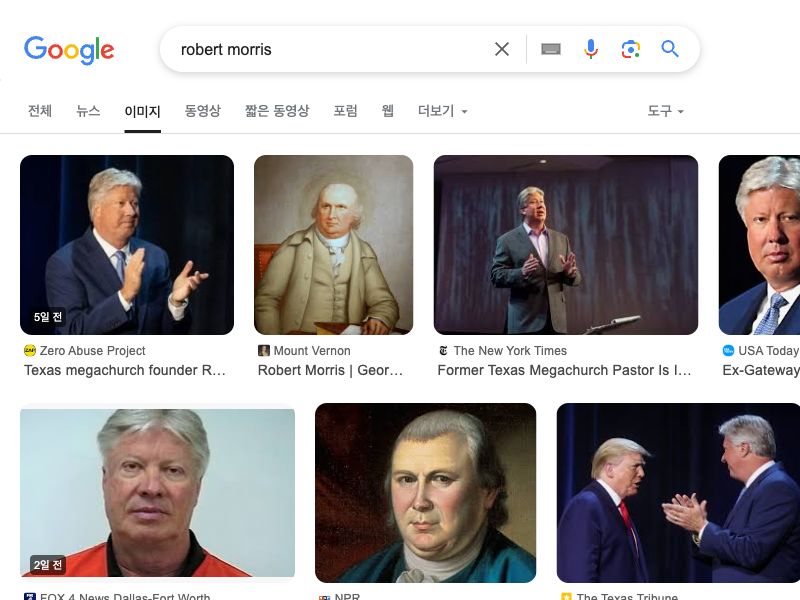 Google
robert morris
전체 뉴스 이미지 동영상 짧은 동영상 포럼 웹 더보기 도구
5일 전
Zero Abuse Project
Texas megachurch founder R...
Mount Vernon
Robert Morris | Geor...
The New York Times
Former Texas Megachurch Pastor Is I...
USA Today
Ex-Gateway
2일 전
FOX 4 News Dallas-Fort Worth
NPR
The Texas Tribune